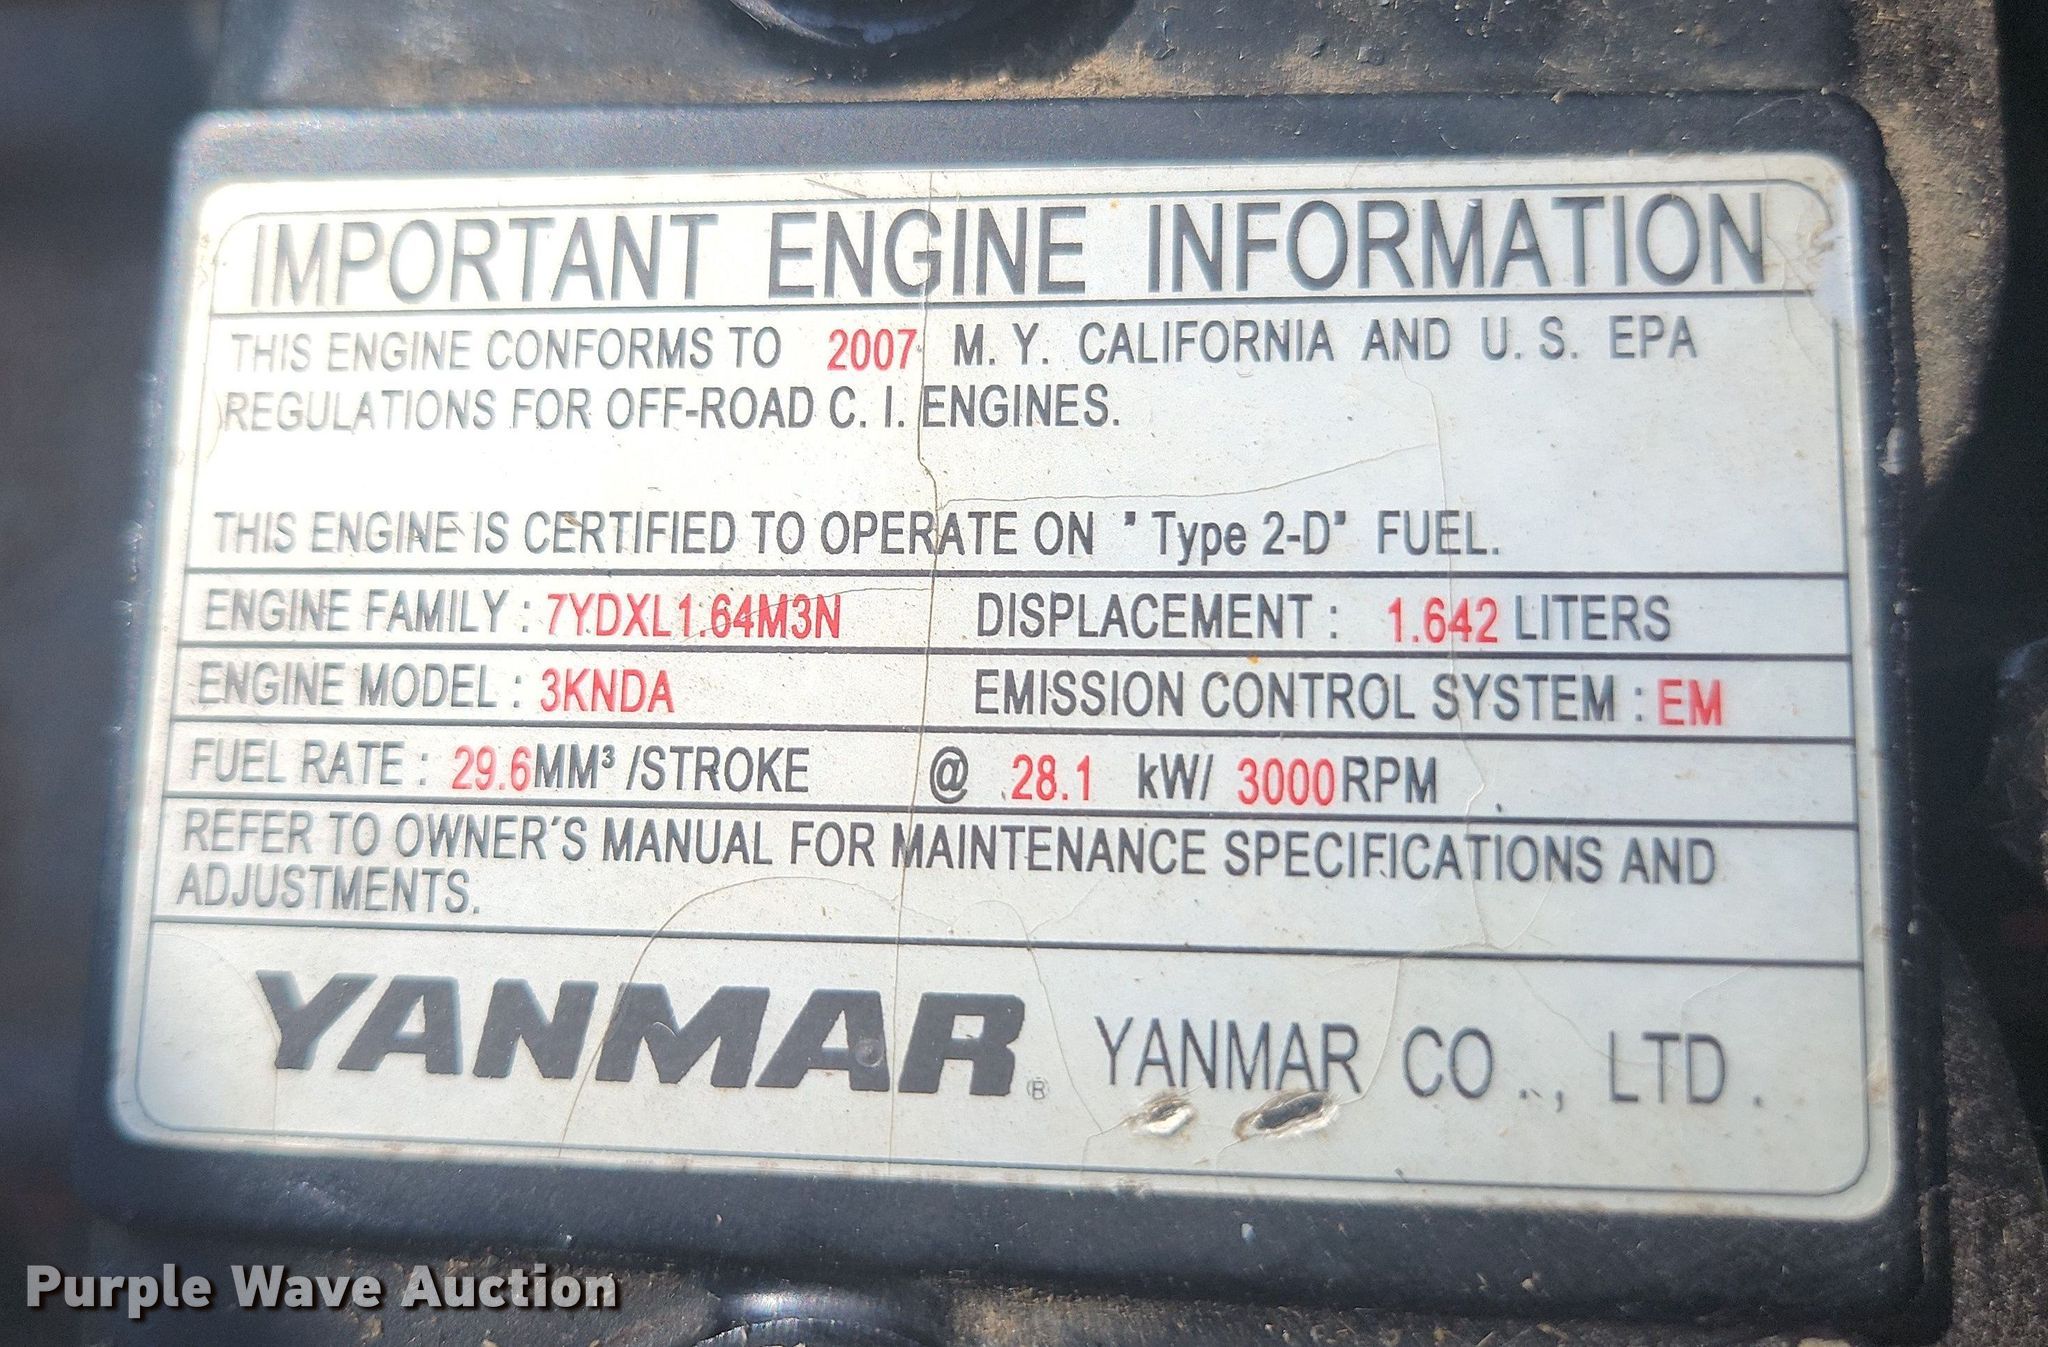 IMPORTANT ENGINE INFORMATION
THIS ENGINE CONFORMS TO 2007 M. Y. CALIFORNIA AND U. S. EPA
REGULATIONS FOR OFF-ROAD C. I. ENGINES.
THIS ENGINE IS CERTIFIED TO OPERATE ON "Type 2-D" FUEL.
ENGINE FAMILY : 7YDXL1.64M3N DISPLACEMENT : 1.642 LITERS
ENGINE MODEL : 3KNDA EMISSION CONTROL SYSTEM : EM
FUEL RATE : 29.6MM³ /STROKE @ 28.1 kW/ 3000RPM
REFER TO OWNER'S MANUAL FOR MAINTENANCE SPECIFICATIONS AND
ADJUSTMENTS.
YANMAR® YANMAR CO., LTD.
Purple Wave Auction